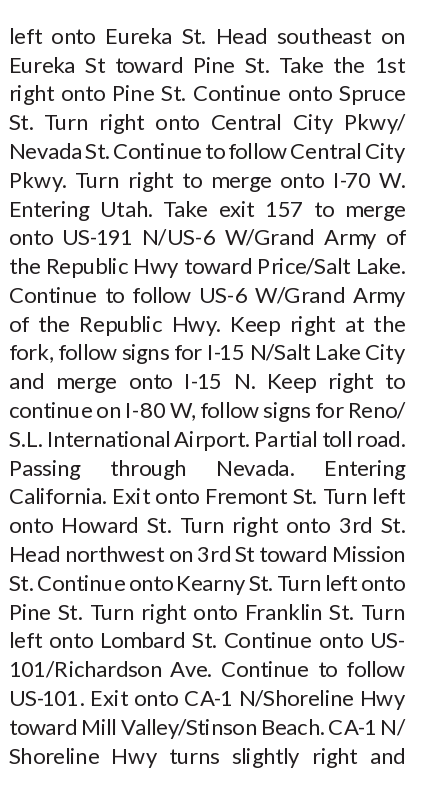 left onto Eureka St. Head southeast on
Eureka St toward Pine St. Take the 1st
right onto Pine St. Continue onto Spruce
St. Turn right onto Central City Pkwy/
Nevada St. Continue to follow Central City
Pkwy. Turn right to merge onto I-70 W.
Entering Utah. Take exit 157 to merge
onto US-191 N/US-6 W/Grand Army of
the Republic Hwy toward Price/Salt Lake.
Continue to follow US-6 W/Grand Army
of the Republic Hwy. Keep right at the
fork, follow signs for I-15 N/Salt Lake City
and merge onto I-15 N. Keep right to
continue on I-80 W, follow signs for Reno/
S.L. International Airport. Partial toll road.
Passing through Nevada. Entering
California. Exit onto Fremont St. Turn left
onto Howard St. Turn right onto 3rd St.
Head northwest on 3rd St toward Mission
St. Continue onto Kearny St. Turn left onto
Pine St. Turn right onto Franklin St. Turn
left onto Lombard St. Continue onto US-
101/Richardson Ave. Continue to follow
US-101. Exit onto CA-1 N/Shoreline Hwy
toward Mill Valley/Stinson Beach. CA-1 N/
Shoreline Hwy turns slightly right and